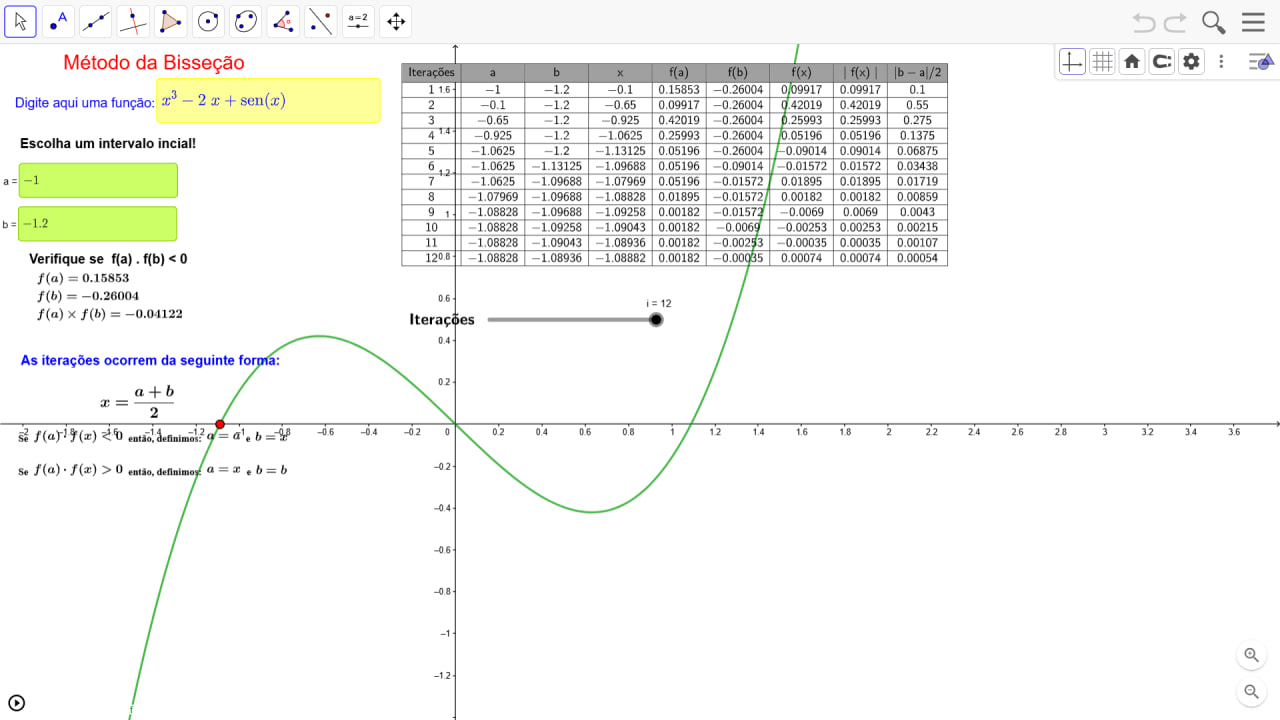 A
a=2
Método da Bisseção
Digite aqui uma função: x³ − 2 x + sen(x)
Escolha um intervalo incial!
a = −1
b = −1.2
Verifique se f(a) . f(b) < 0
f(a) = 0.15853
f(b) = −0.26004
f(a) × f(b) = −0.04122
As iterações ocorrem da seguinte forma:
x = a + b / 2
Se f(a) · f(x) < 0 então, definimos: a = a e b = x
Se f(a) · f(x) > 0 então, definimos: a = x e b = b
Iterações a b x f(a) f(b) f(x) | f(x) | |b − a|/2
1 −1 −1.2 −0.1 0.15853 −0.26004 0.09917 0.09917 0.1
2 −0.1 −1.2 −0.65 0.09917 −0.26004 0.42019 0.42019 0.55
3 −0.65 −1.2 −0.925 0.42019 −0.26004 0.25993 0.25993 0.275
4 −0.925 −1.2 −1.0625 0.25993 −0.26004 0.05196 0.05196 0.1375
5 −1.0625 −1.2 −1.13125 0.05196 −0.26004 −0.09014 0.09014 0.06875
6 −1.0625 −1.13125 −1.09688 0.05196 −0.09014 −0.01572 0.01572 0.03438
7 −1.0625 −1.09688 −1.07969 0.05196 −0.01572 0.01895 0.01895 0.01719
8 −1.07969 −1.09688 −1.08828 0.01895 −0.01572 0.00182 0.00182 0.00859
9 −1.08828 −1.09688 −1.09258 0.00182 −0.01572 −0.0069 0.0069 0.0043
10 −1.08828 −1.09258 −1.09043 0.00182 −0.0069 −0.00253 0.00253 0.00215
11 −1.08828 −1.09043 −1.08936 0.00182 −0.00253 −0.00035 0.00035 0.00107
12 −1.08828 −1.08936 −1.08882 0.00182 −0.00035 0.00074 0.00074 0.00054
i = 12
Iterações
1.6
1.4
1.2
1
0.8
0.6
0.4
0.2
−2 −1.8 −1.6 −1.4 −1.2 −1 −0.8 −0.6 −0.4 −0.2 0 0.2 0.4 0.6 0.8 1 1.2 1.4 1.6 1.8 2 2.2 2.4 2.6 2.8 3 3.2 3.4 3.6
−0.2
−0.4
−0.6
−0.8
−1
−1.2
f